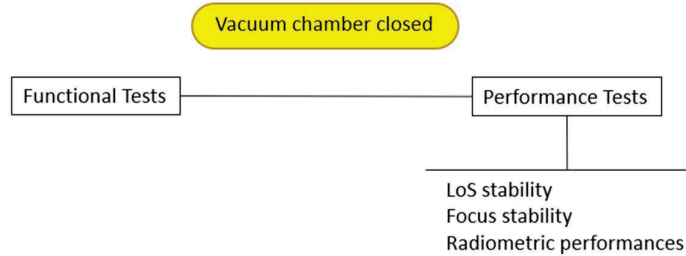 Vacuum chamber closed
Functional Tests
Performance Tests
LoS stability
Focus stability
Radiometric performances